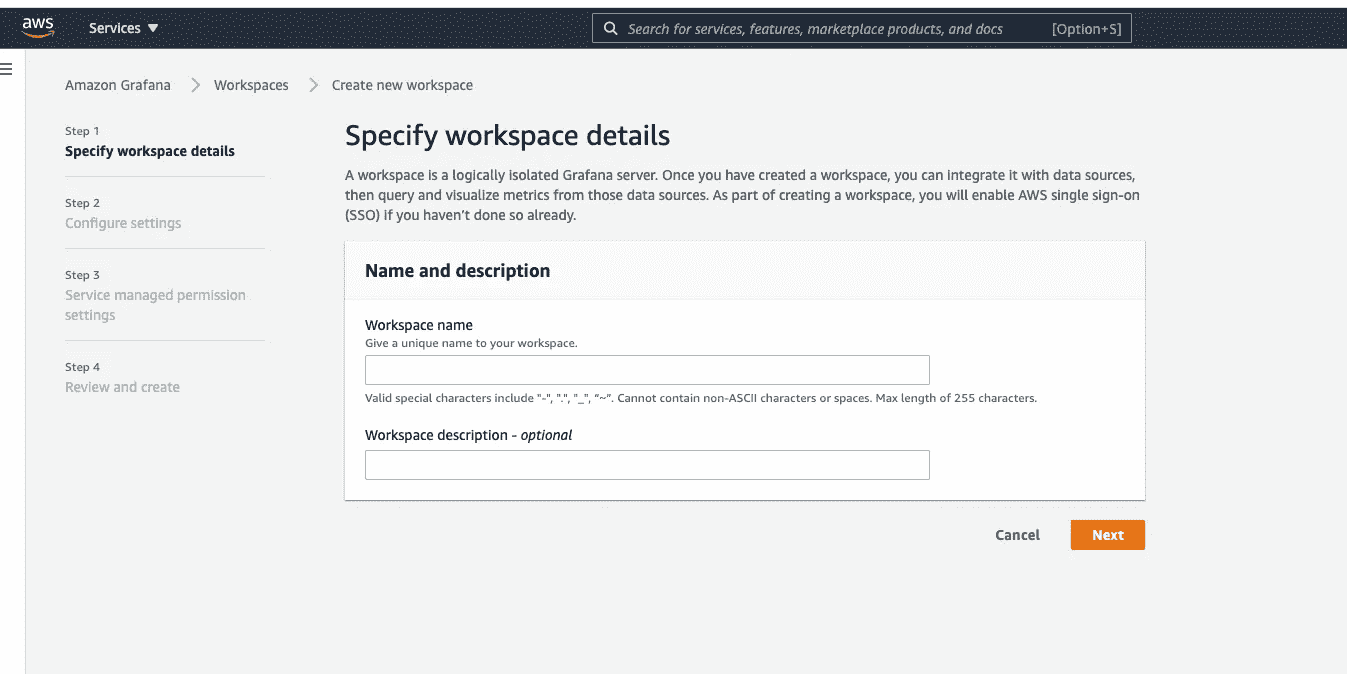 aws
Services ▼
Search for services, features, marketplace products, and docs
[Option+S]
Amazon Grafana
Workspaces
Create new workspace
Step 1
Specify workspace details
Step 2
Configure settings
Step 3
Service managed permission
settings
Step 4
Review and create
Specify workspace details
A workspace is a logically isolated Grafana server. Once you have created a workspace, you can integrate it with data sources,
then query and visualize metrics from those data sources. As part of creating a workspace, you will enable AWS single sign-on
(SSO) if you haven’t done so already.
Name and description
Workspace name
Give a unique name to your workspace.
Valid special characters include "-", ".", "_", “~”. Cannot contain non-ASCII characters or spaces. Max length of 255 characters.
Workspace description - optional
Cancel
Next